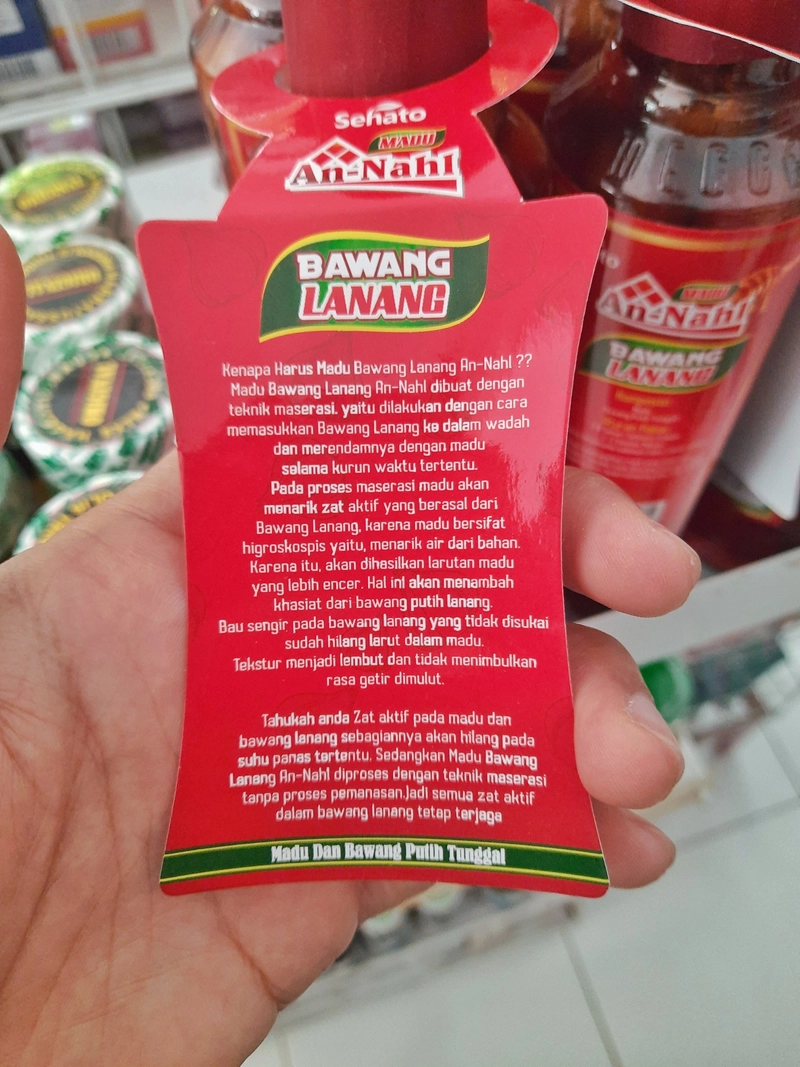 Sehato
MADU
An-Nahl
BAWANG
LANANG
Kenapa Harus Madu Bawang Lanang An-Nahl ??
Madu Bawang Lanang An-Nahl dibuat dengan
teknik maserasi. yaitu dilakukan dengan cara
memasukkan Bawang Lanang ke dalam wadah
dan merendamnya dengan madu
selama kurun waktu tertentu.
Pada proses maserasi madu akan
menarik zat aktif yang berasal dari
Bawang Lanang, karena madu bersifat
higroskospis yaitu, menarik air dari bahan.
Karena itu, akan dihasilkan larutan madu
yang lebih encer. Hal ini akan menambah
khasiat dari bawang putih lanang.
Bau sengir pada bawang lanang yang tidak disukai
sudah hilang larut dalam madu.
Tekstur menjadi lembut dan tidak menimbulkan
rasa getir dimulut.
Tahukah anda Zat aktif pada madu dan
bawang lanang sebagiannya akan hilang pada
suhu panas tertentu. Sedangkan Madu Bawang
Lanang An-Nahl diproses dengan teknik maserasi
tanpa proses pemanasan.Jadi semua zat aktif
dalam bawang lanang tetap terjaga
Madu Dan Bawang Putih Tunggal
MADU
An-Nahl
BAWANG
LANANG